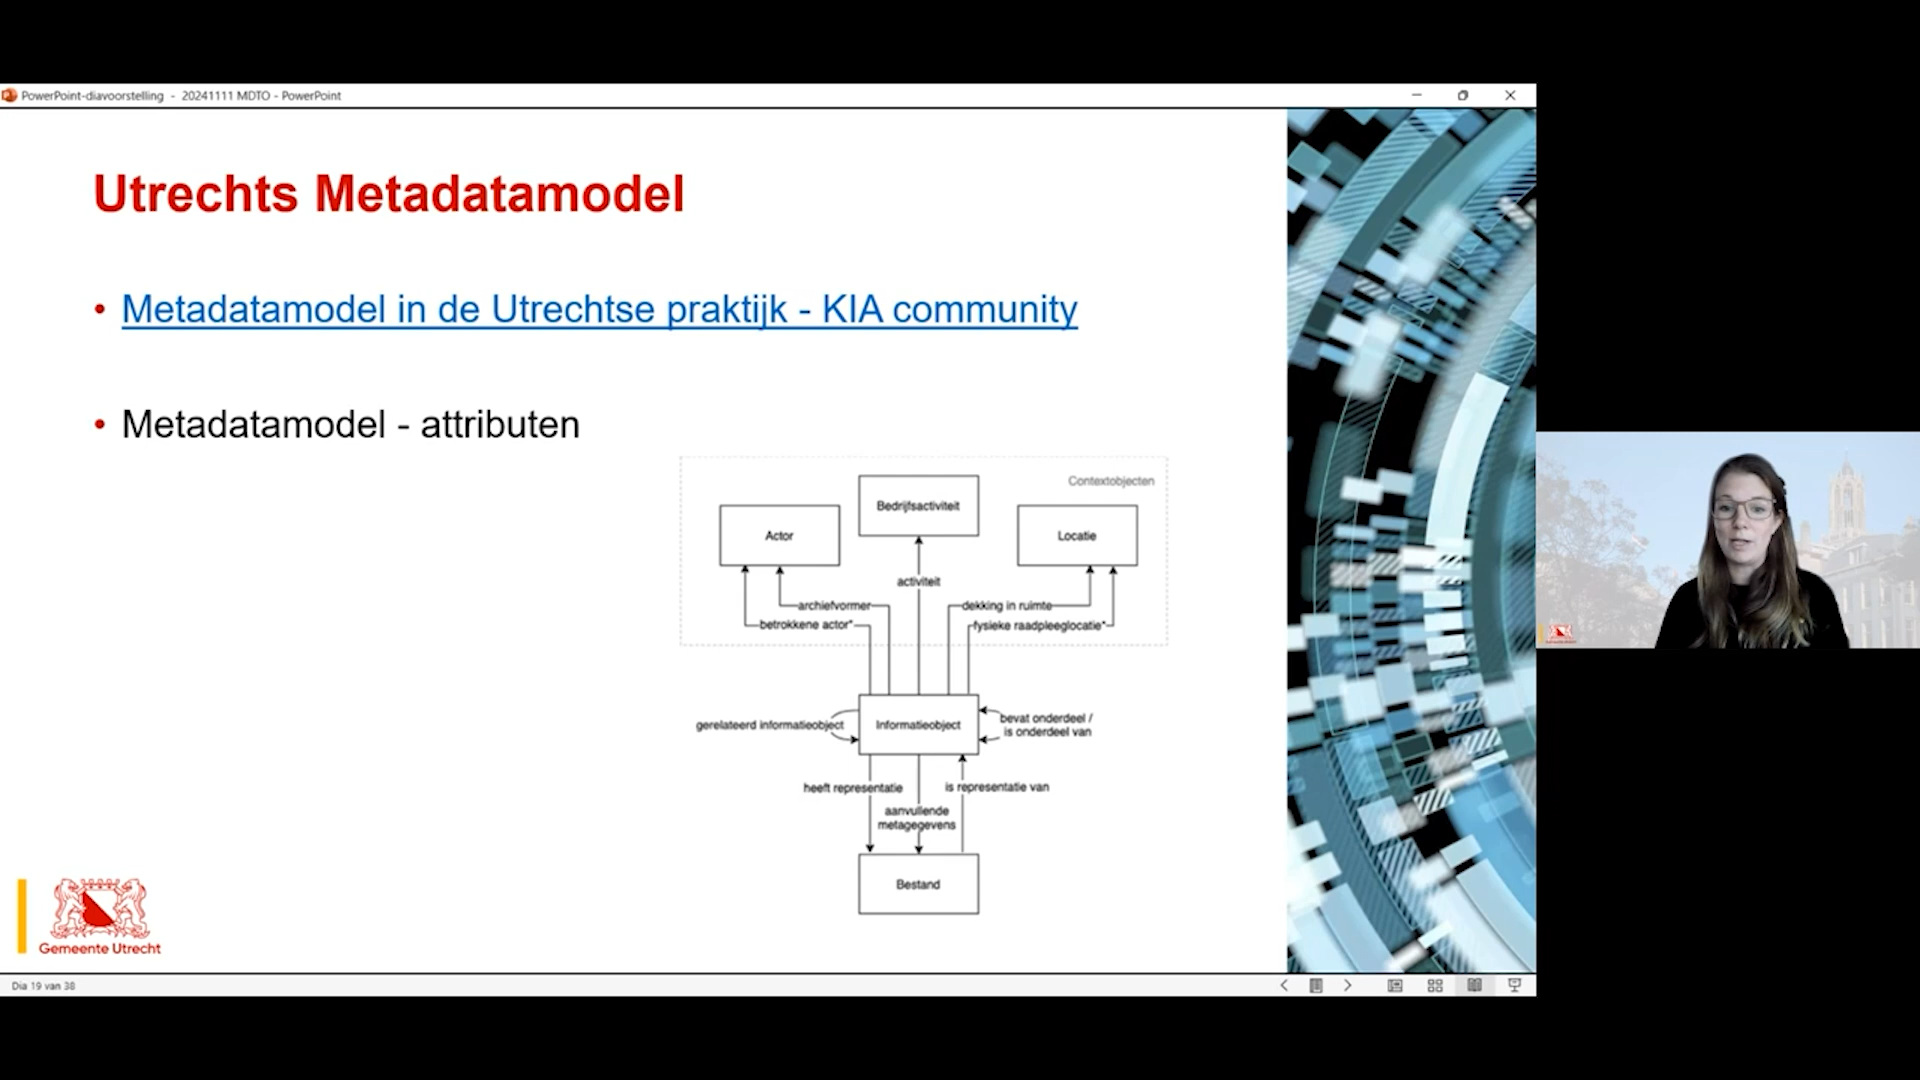 PowerPoint-diavoorstelling - 20241111 MDTO - PowerPoint
Utrechts Metadatamodel
• Metadatamodel in de Utrechtse praktijk - KIA community
• Metadatamodel - attributen
Contextobjecten
Bedrijfsactiviteit
Actor
Locatie
activiteit
archiefvormer
dekking in ruimte
betrokkene actor*
fysieke raadpleeglocatie*
gerelateerd informatieobject
Informatieobject
bevat onderdeel /
is onderdeel van
heeft representatie
is representatie van
aanvullende
metagegevens
Bestand
Gemeente Utrecht
Dia 19 van 38